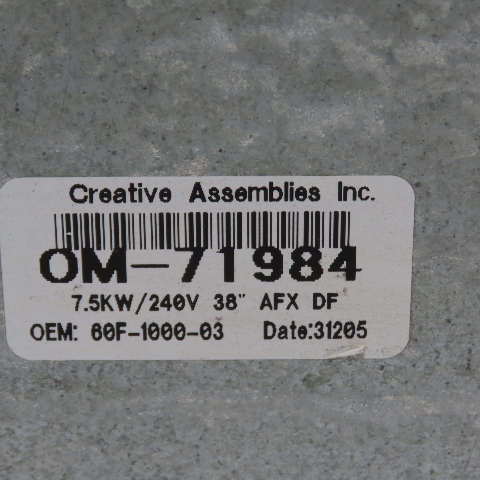 Creative Assemblies Inc.
OM-71984
7.5KW/240V 38" AFX DF
OEM: 60F-1000-03 Date:31205